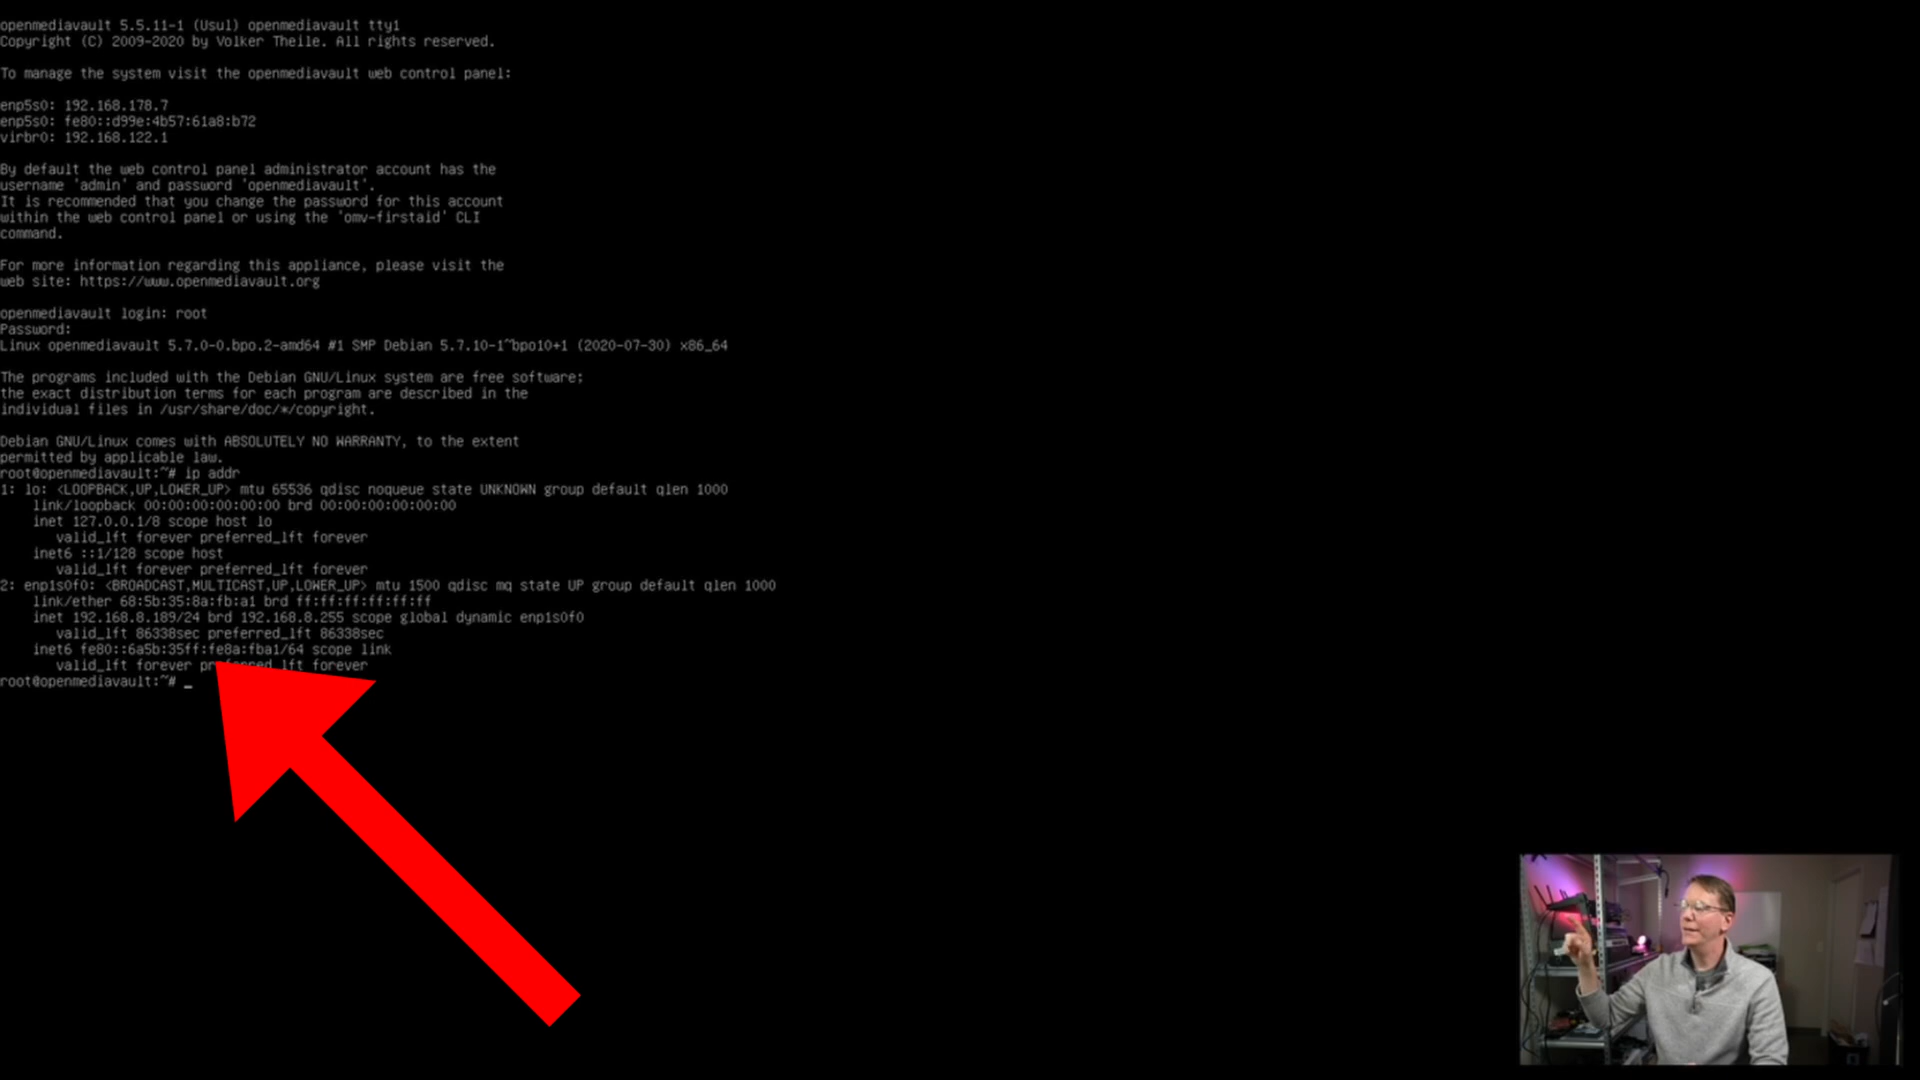 openmediavault 5.5.11-1 (Usul) openmediavault tty1
Copyright (C) 2009-2020 by Volker Theile. All rights reserved.
To manage the system visit the openmediavault web control panel:
enp5s0: 192.168.178.7
enp5s0: fe80::d99e:4b57:61a8:b72
virbr0: 192.168.122.1
By default the web control panel administrator account has the
username 'admin' and password 'openmediavault'.
It is recommended that you change the password for this account
within the web control panel or using the 'omv-firstaid' CLI
command.
For more information regarding this appliance, please visit the
web site: https://www.openmediavault.org
openmediavault login: root
Password:
Linux openmediavault 5.7.0-0.bpo.2-amd64 #1 SMP Debian 5.7.10-1~bpo10+1 (2020-07-30) x86_64
The programs included with the Debian GNU/Linux system are free software;
the exact distribution terms for each program are described in the
individual files in /usr/share/doc/*/copyright.
Debian GNU/Linux comes with ABSOLUTELY NO WARRANTY, to the extent
permitted by applicable law.
root@openmediavault:~# ip addr
1: lo: <LOOPBACK,UP,LOWER_UP> mtu 65536 qdisc noqueue state UNKNOWN group default qlen 1000
link/loopback 00:00:00:00:00:00 brd 00:00:00:00:00:00
inet 127.0.0.1/8 scope host lo
valid_lft forever preferred_lft forever
inet6 ::1/128 scope host
valid_lft forever preferred_lft forever
2: enp1s0f0: <BROADCAST,MULTICAST,UP,LOWER_UP> mtu 1500 qdisc mq state UP group default qlen 1000
link/ether 68:5b:35:8a:fb:a1 brd ff:ff:ff:ff:ff:ff
inet 192.168.8.189/24 brd 192.168.8.255 scope global dynamic enp1s0f0
valid_lft 86338sec preferred_lft 86338sec
inet6 fe80::6a5b:35ff:fe8a:fba1/64 scope link
valid_lft forever preferred_lft forever
root@openmediavault:~# _